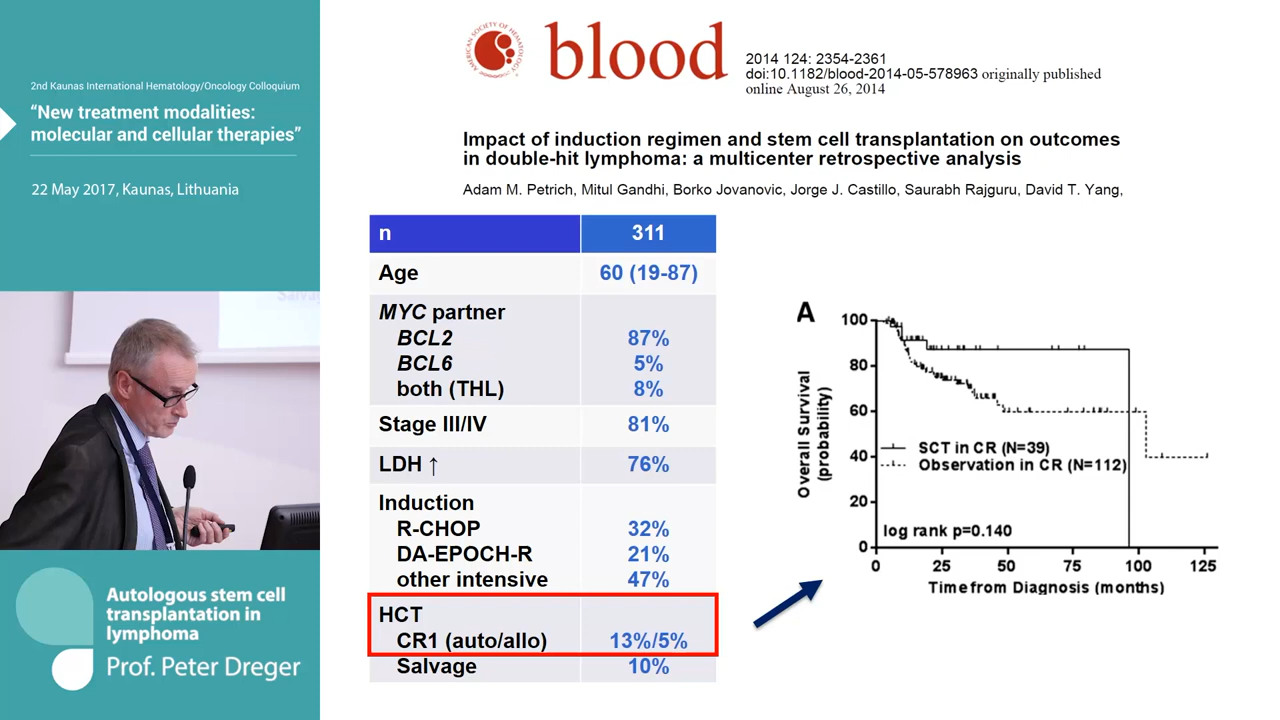 2nd Kaunas International Hematology/Oncology Colloquium
“New treatment modalities:
molecular and cellular therapies”
22 May 2017, Kaunas, Lithuania
Autologous stem cell
transplantation in
lymphoma
Prof. Peter Dreger
AMERICAN SOCIETY OF HEMATOLOGY
blood
2014 124: 2354-2361
doi:10.1182/blood-2014-05-578963 originally published
online August 26, 2014
Impact of induction regimen and stem cell transplantation on outcomes
in double-hit lymphoma: a multicenter retrospective analysis
Adam M. Petrich, Mitul Gandhi, Borko Jovanovic, Jorge J. Castillo, Saurabh Rajguru, David T. Yang,
n 311
Age 60 (19-87)
MYC partner
BCL2 87%
BCL6 5%
both (THL) 8%
Stage III/IV 81%
LDH ↑ 76%
Induction
R-CHOP 32%
DA-EPOCH-R 21%
other intensive 47%
HCT
CR1 (auto/allo) 13%/5%
Salvage 10%
A
Overall Survival
(probability)
100
80
60
40
20
0
SCT in CR (N=39)
Observation in CR (N=112)
log rank p=0.140
0 25 50 75 100 125
Time from Diagnosis (months)